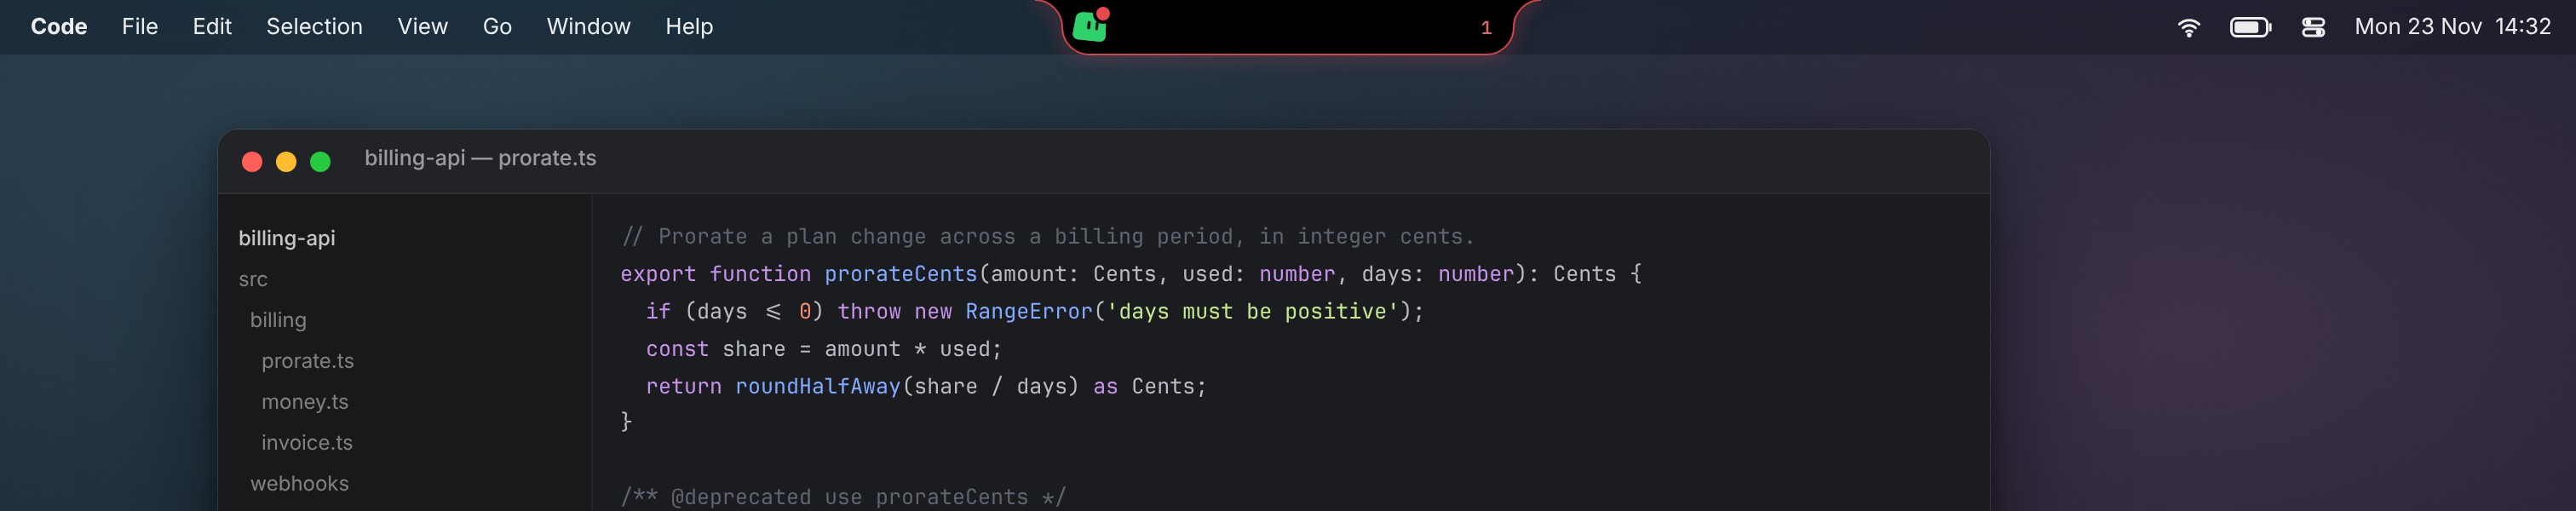 Code File Edit Selection View Go Window Help 1 Mon 23 Nov 14:32
billing-api — prorate.ts
billing-api
src
billing
prorate.ts
money.ts
invoice.ts
webhooks
// Prorate a plan change across a billing period, in integer cents.
export function prorateCents(amount: Cents, used: number, days: number): Cents {
if (days <= 0) throw new RangeError('days must be positive');
const share = amount * used;
return roundHalfAway(share / days) as Cents;
}
/** @deprecated use prorateCents */